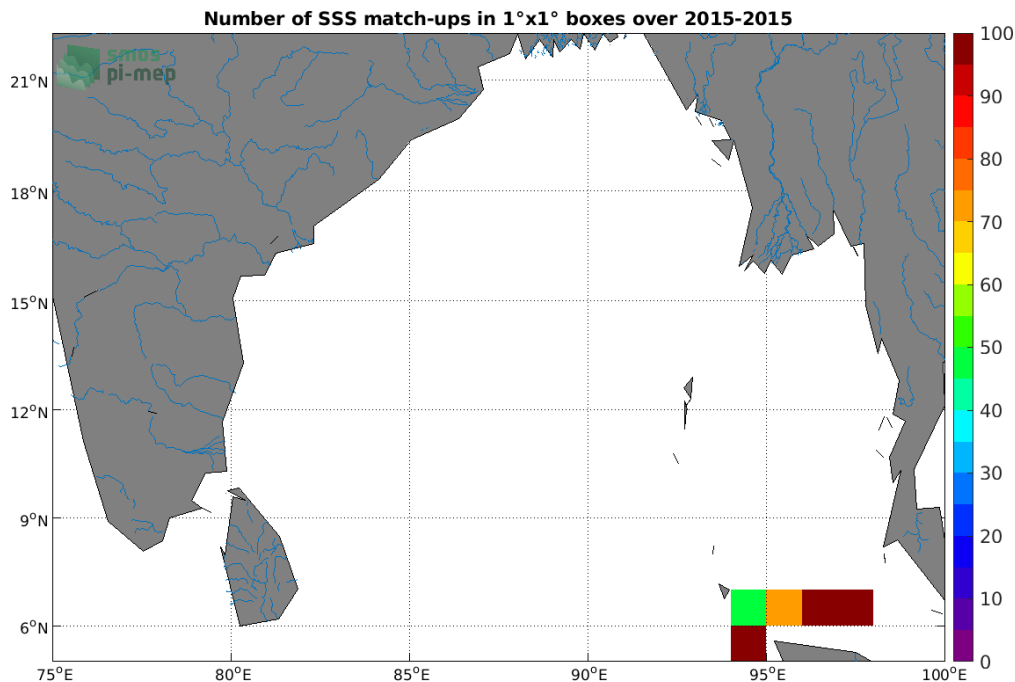 Number of SSS match-ups in 1°x1° boxes over 2015-2015
smos
pi-mep
21°N
18°N
15°N
12°N
9°N
6°N
75°E
80°E
85°E
90°E
95°E
100°E
100
90
80
70
60
50
40
30
20
10
0